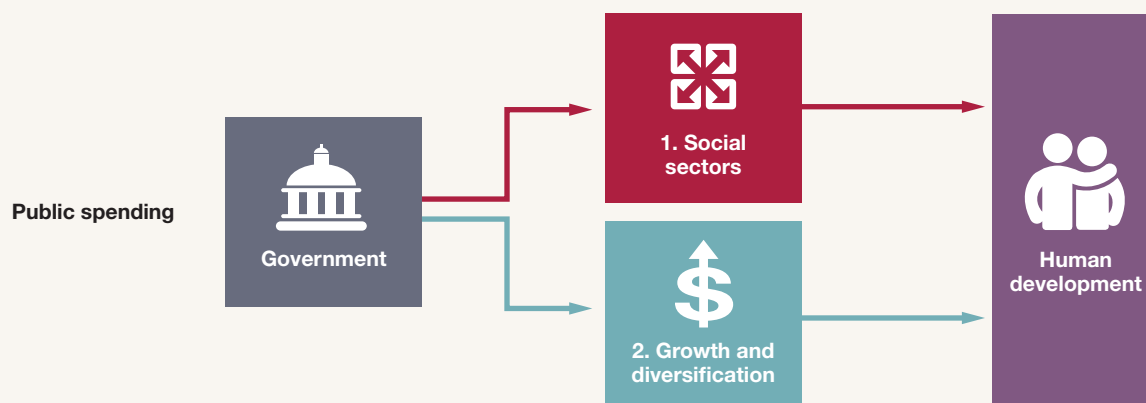 Public spending
Government
1. Social
sectors
2. Growth and
diversification
Human
development